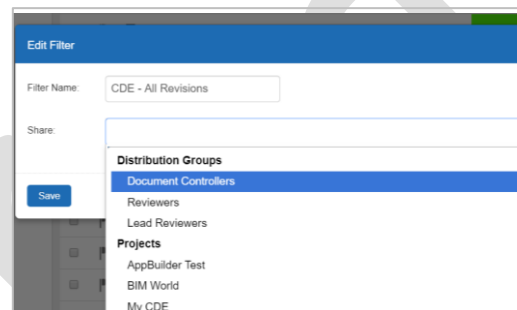 Edit Filter
Filter Name: CDE - All Revisions
Share:
Distribution Groups
Document Controllers
Save
Reviewers
Lead Reviewers
Projects
AppBuilder Test
BIM World
My CDE